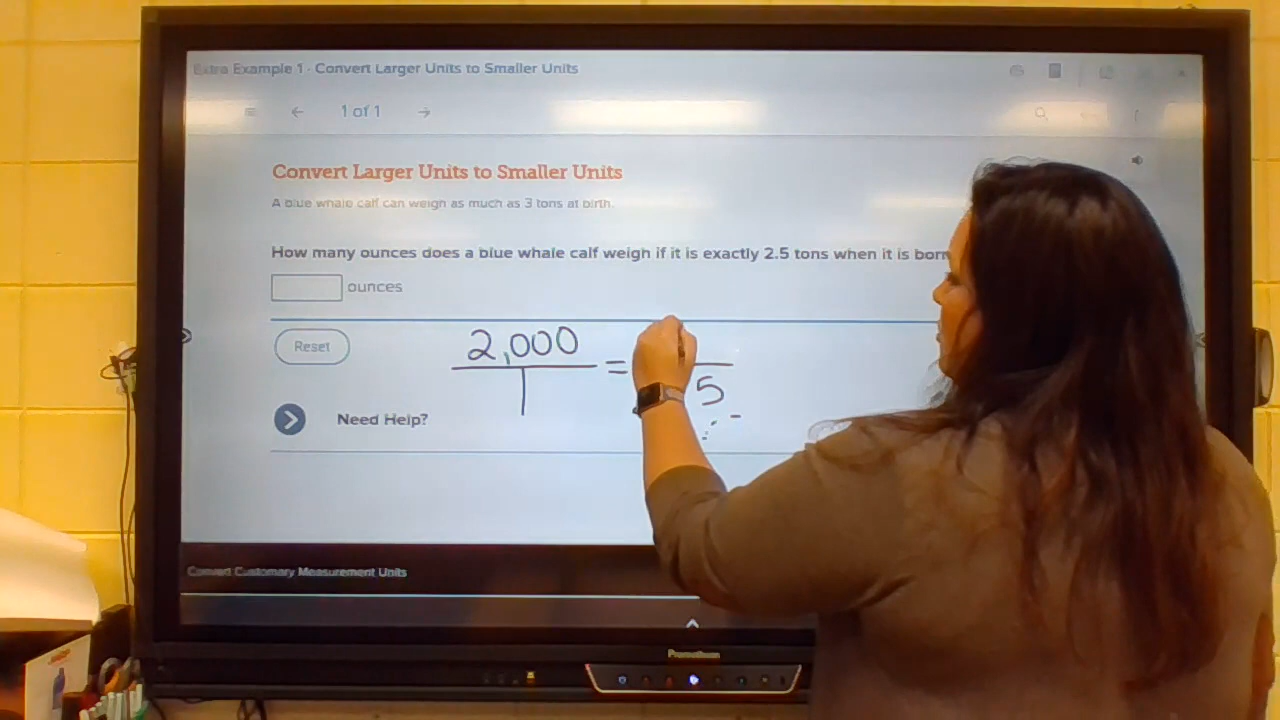 Extra Example 1 - Convert Larger Units to Smaller Units
1 of 1
Convert Larger Units to Smaller Units
A blue whale calf can weigh as much as 3 tons at birth.
How many ounces does a blue whale calf weigh if it is exactly 2.5 tons when it is born
ounces
Reset
2,000
1
=
5
Need Help?
Convert Customary Measurement Units
Promethean